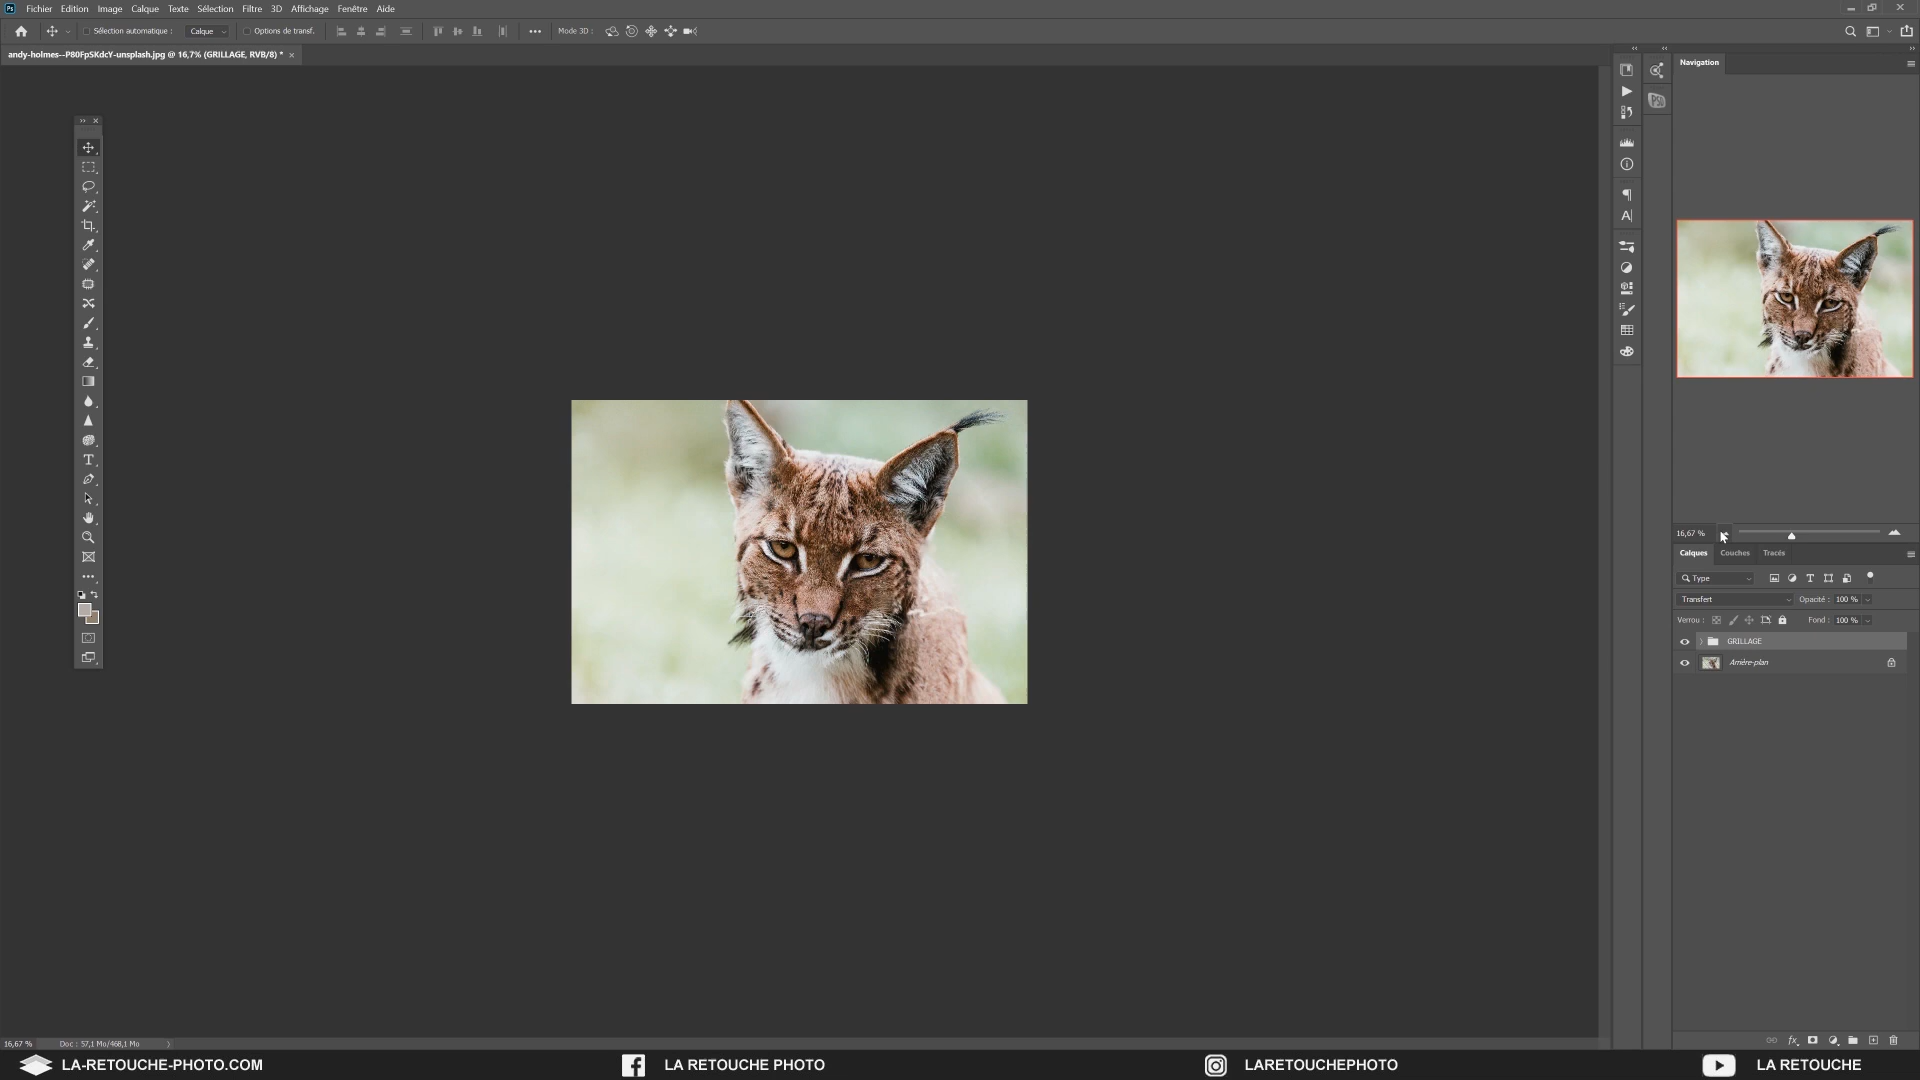 Ps Fichier Edition Image Calque Texte Sélection Filtre 3D Affichage Fenêtre Aide
Sélection automatique : Calque Options de transf. Mode 3D :
andy-holmes--P80FpSKdcY-unsplash.jpg @ 16,7% (GRILLAGE, RVB/8) *
Navigation
16,67 %
Calques Couches Tracés
Type
Transfert Opacité : 100 %
Verrou : Fond : 100 %
GRILLAGE
Arrière-plan
16,67 % Doc : 57,1 Mo/468,1 Mo
LA-RETOUCHE-PHOTO.COM LA RETOUCHE PHOTO LARETOUCHEPHOTO LA RETOUCHE